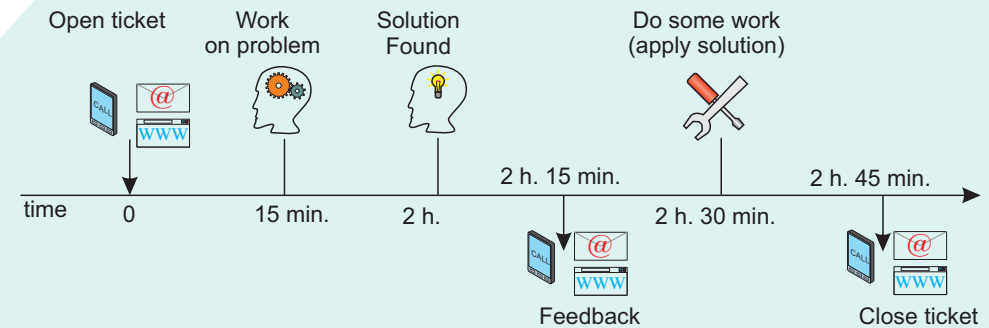 Open ticket
Work
on problem
Solution
Found
Do some work
(apply solution)
CALL
@
WWW
2 h. 15 min.
2 h. 45 min.
time
0
15 min.
2 h.
2 h. 30 min.
CALL
@
WWW
CALL
@
WWW
Feedback
Close ticket